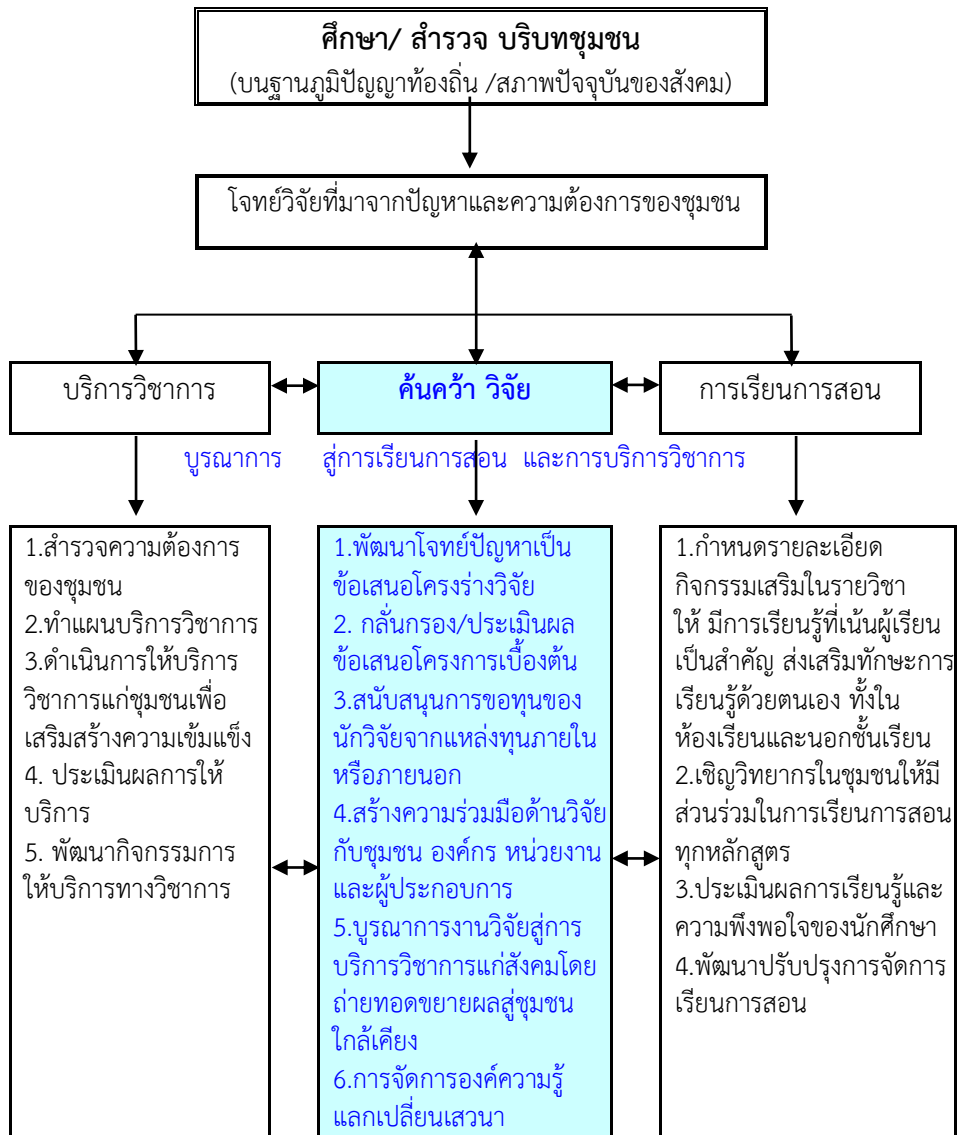 ศึกษา/ สำรวจ บริบทชุมชน
(บนฐานภูมิปัญญาท้องถิ่น /สภาพปัจจุบันของสังคม)
โจทย์วิจัยที่มาจากปัญหาและความต้องการของชุมชน
บริการวิชาการ
ค้นคว้า วิจัย
การเรียนการสอน
บูรณาการ สู่การเรียนการสอน และการบริการวิชาการ
1.สำรวจความต้องการ
ของชุมชน
2.ทำแผนบริการวิชาการ
3.ดำเนินการให้บริการ
วิชาการแก่ชุมชนเพื่อ
เสริมสร้างความเข้มแข็ง
4. ประเมินผลการให้
บริการ
5. พัฒนากิจกรรมการ
ให้บริการทางวิชาการ
1.พัฒนาโจทย์ปัญหาเป็น
ข้อเสนอโครงร่างวิจัย
2. กลั่นกรอง/ประเมินผล
ข้อเสนอโครงการเบื้องต้น
3.สนับสนุนการขอทุนของ
นักวิจัยจากแหล่งทุนภายใน
หรือภายนอก
4.สร้างความร่วมมือด้านวิจัย
กับชุมชน องค์กร หน่วยงาน
และผู้ประกอบการ
5.บูรณาการงานวิจัยสู่การ
บริการวิชาการแก่สังคมโดย
ถ่ายทอดขยายผลสู่ชุมชน
ใกล้เคียง
6.การจัดการองค์ความรู้
แลกเปลี่ยนเสวนา
1.กำหนดรายละเอียด
กิจกรรมเสริมในรายวิชา
ให้ มีการเรียนรู้ที่เน้นผู้เรียน
เป็นสำคัญ ส่งเสริมทักษะการ
เรียนรู้ด้วยตนเอง ทั้งใน
ห้องเรียนและนอกชั้นเรียน
2.เชิญวิทยากรในชุมชนให้มี
ส่วนร่วมในการเรียนการสอน
ทุกหลักสูตร
3.ประเมินผลการเรียนรู้และ
ความพึงพอใจของนักศึกษา
4.พัฒนาปรับปรุงการจัดการ
เรียนการสอน